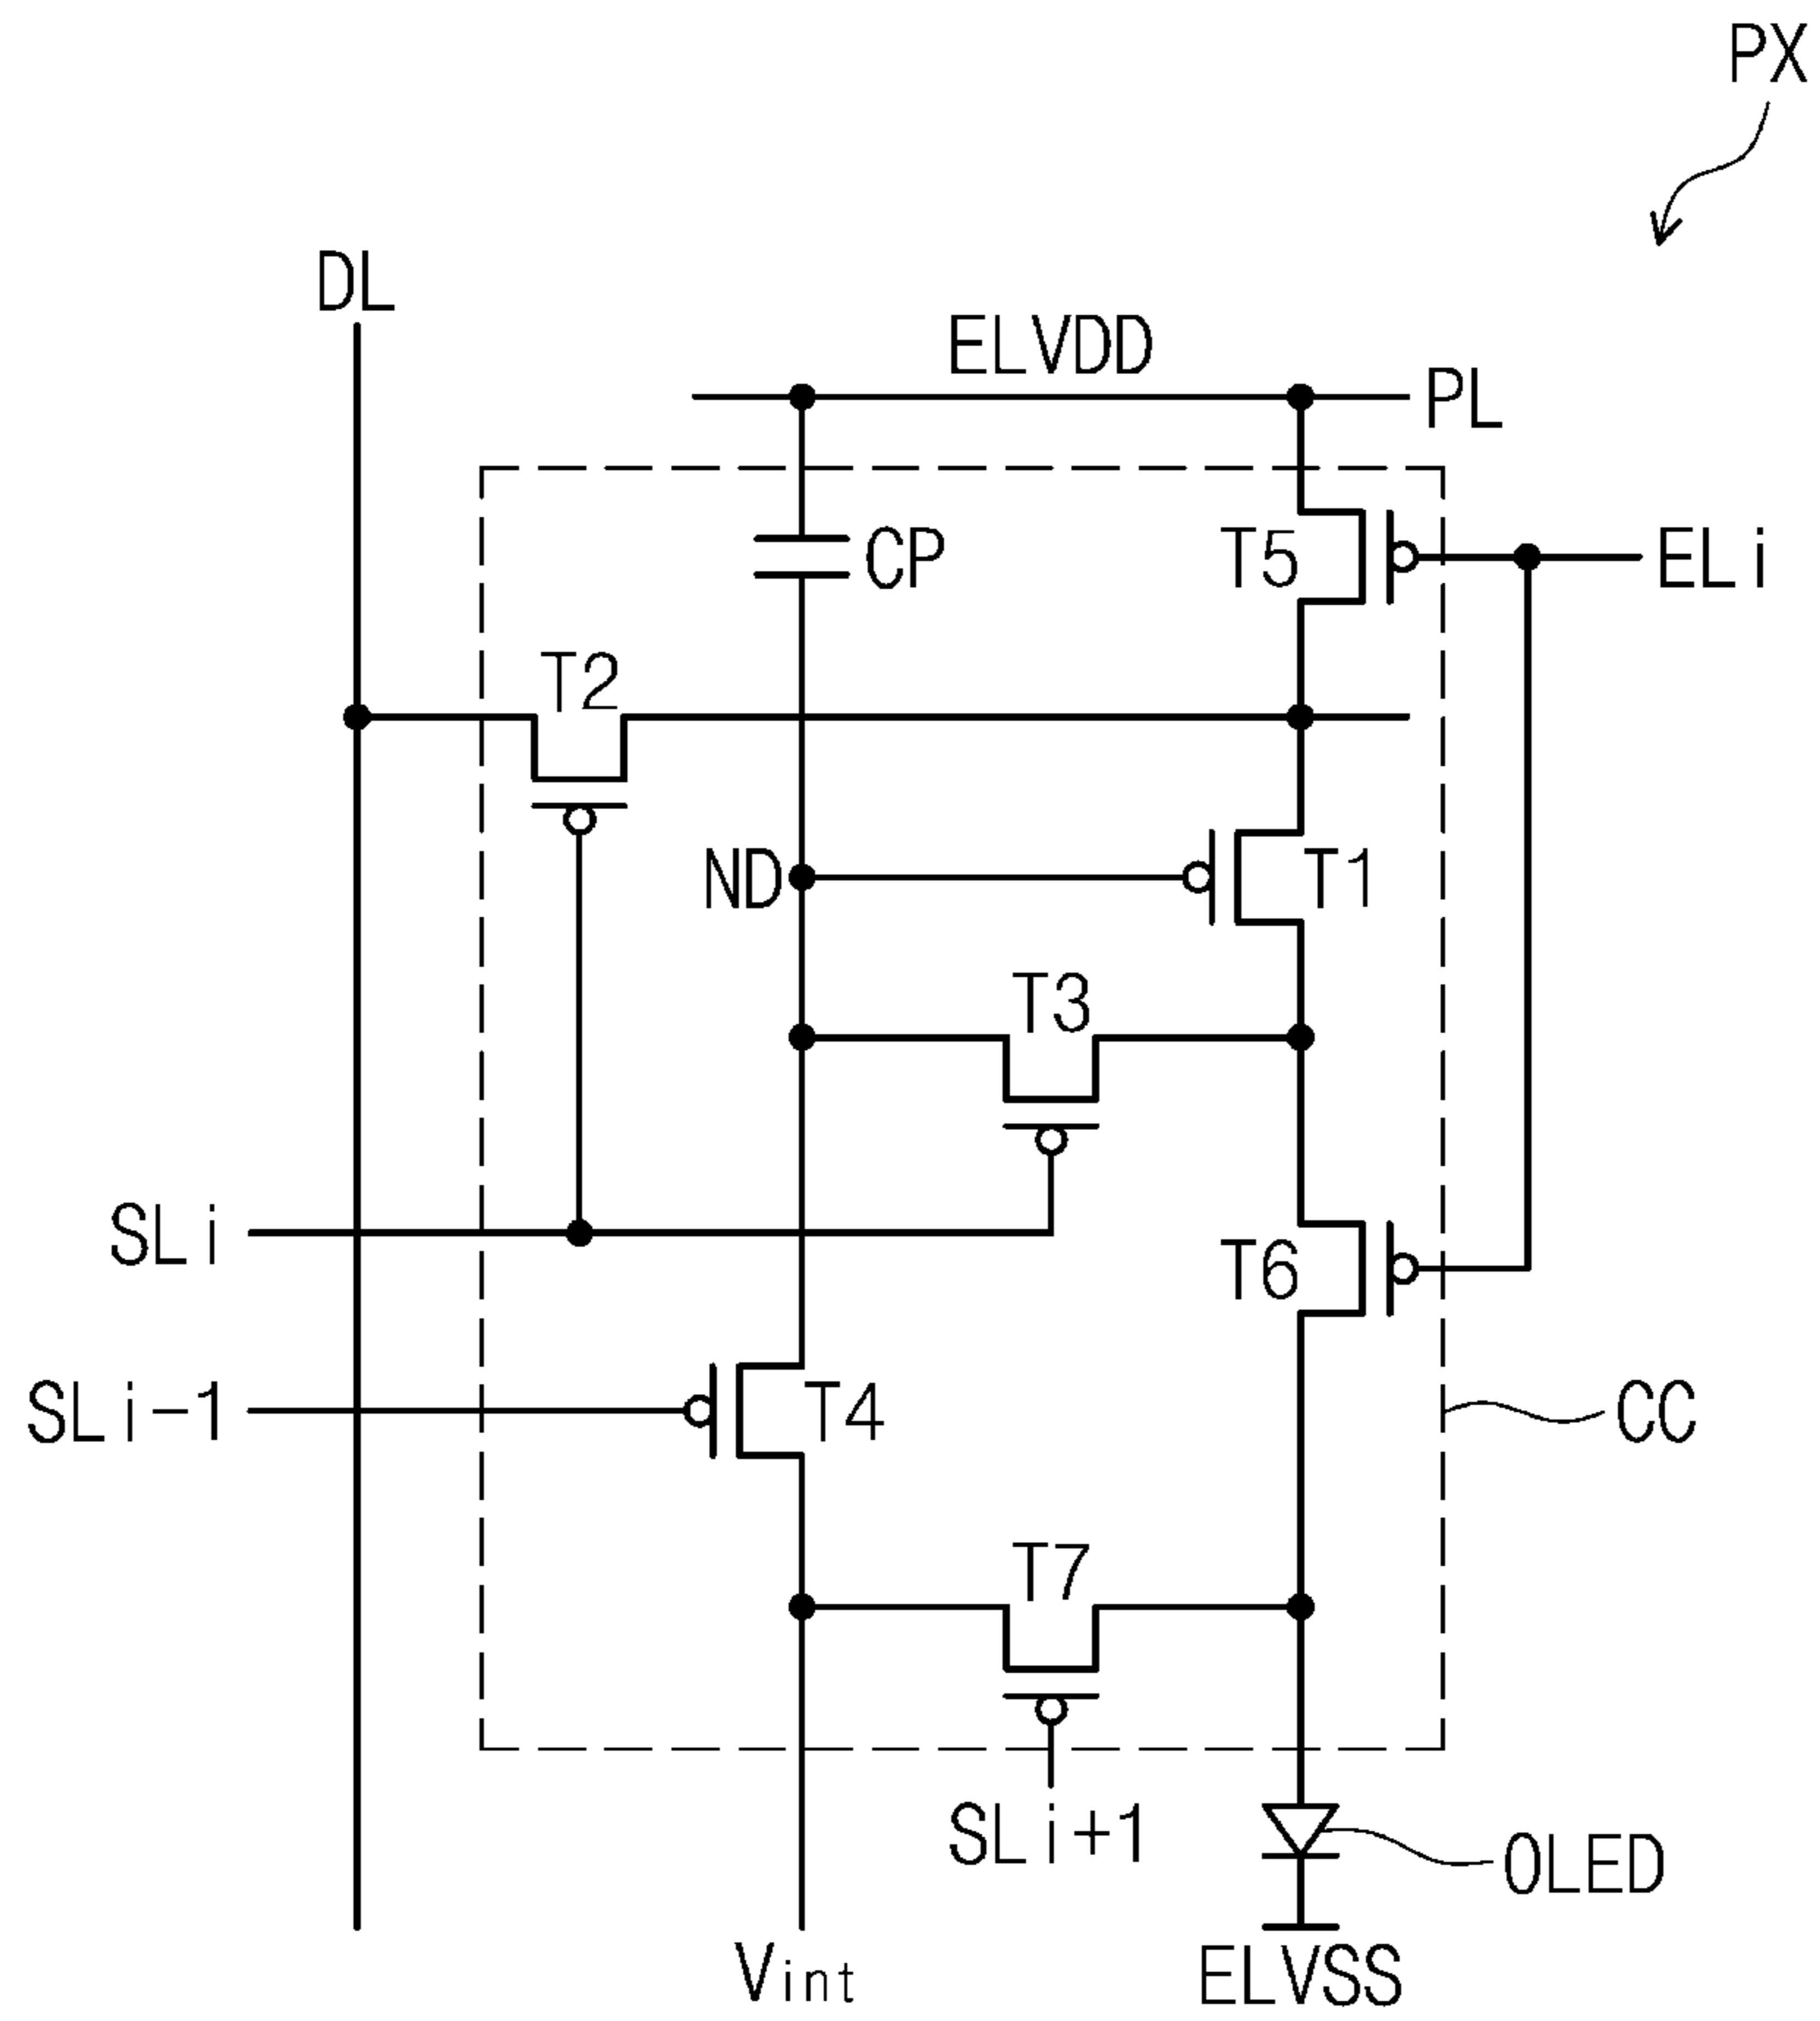 PX
DL
ELVDD
PL
CP
T5
ELi
T2
ND
T1
T3
SLi
T6
SLi-1
T4
CC
T7
SLi+1
OLED
Vint
ELVSS